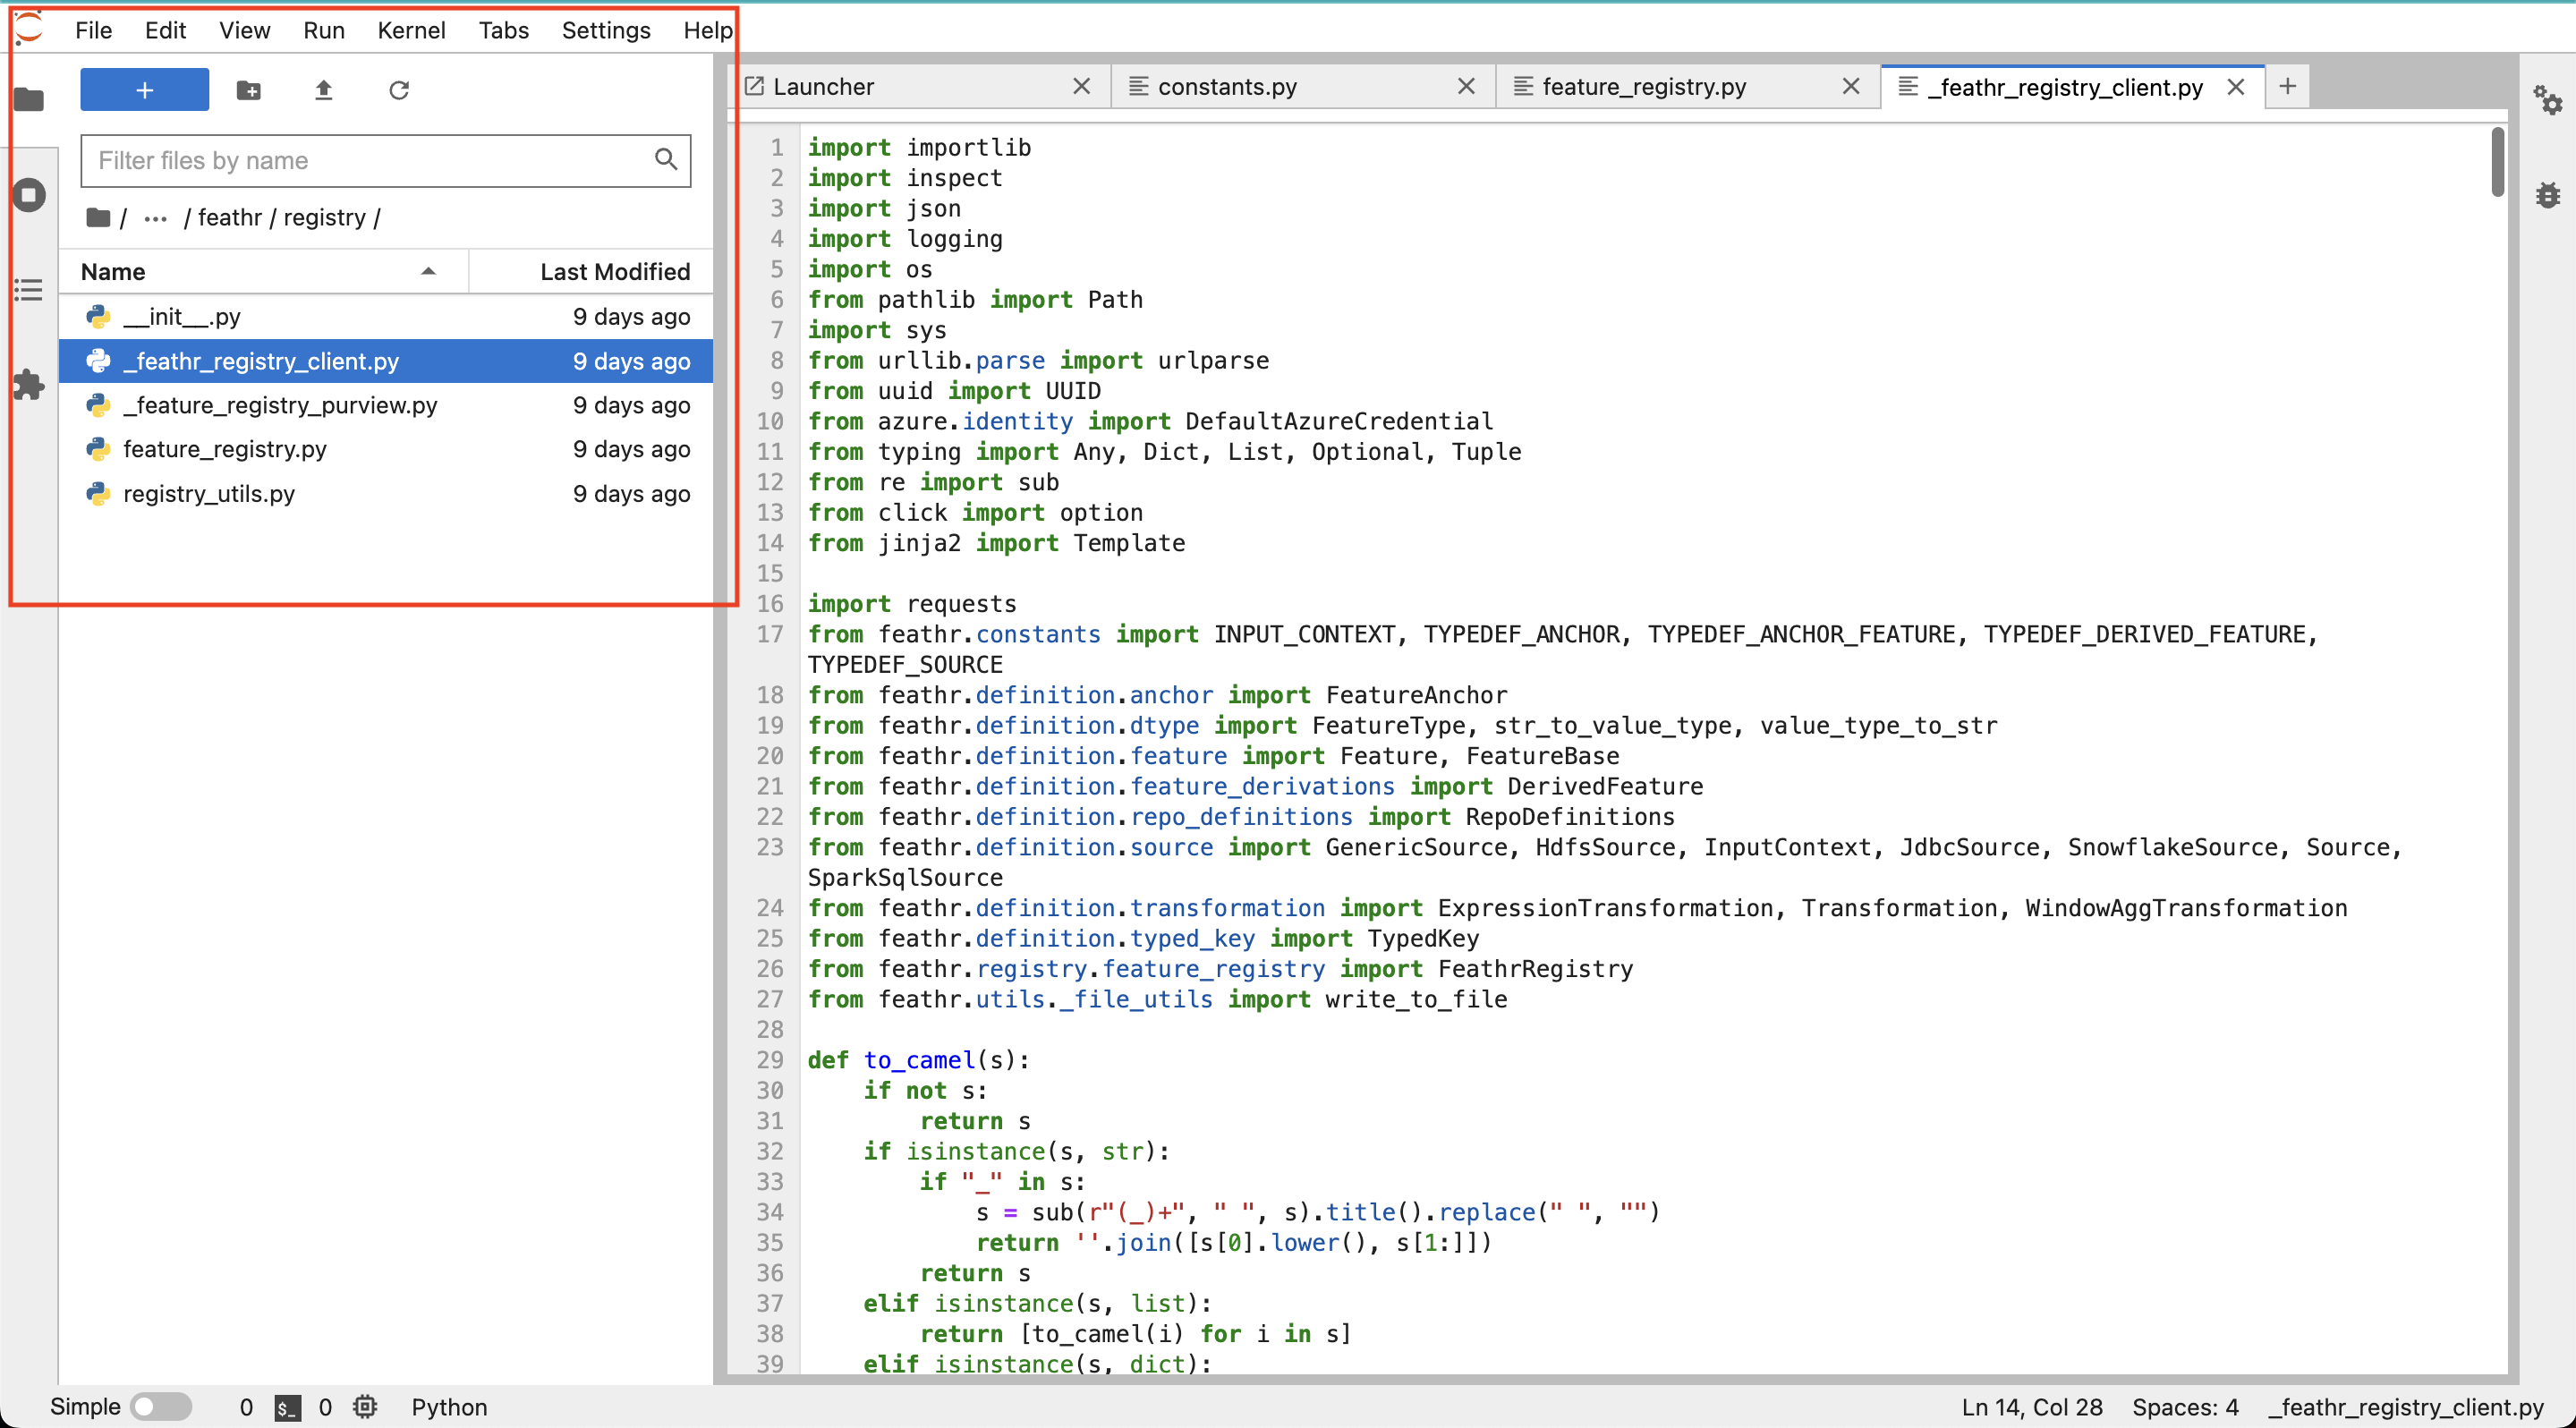 File Edit View Run Kernel Tabs Settings Help
+
Filter files by name
/ ... / feathr / registry /
Name Last Modified
__init__.py 9 days ago
_feathr_registry_client.py 9 days ago
_feature_registry_purview.py 9 days ago
feature_registry.py 9 days ago
registry_utils.py 9 days ago
Launcher constants.py feature_registry.py _feathr_registry_client.py +
1 import importlib
2 import inspect
3 import json
4 import logging
5 import os
6 from pathlib import Path
7 import sys
8 from urllib.parse import urlparse
9 from uuid import UUID
10 from azure.identity import DefaultAzureCredential
11 from typing import Any, Dict, List, Optional, Tuple
12 from re import sub
13 from click import option
14 from jinja2 import Template
15
16 import requests
17 from feathr.constants import INPUT_CONTEXT, TYPEDEF_ANCHOR, TYPEDEF_ANCHOR_FEATURE, TYPEDEF_DERIVED_FEATURE,
TYPEDEF_SOURCE
18 from feathr.definition.anchor import FeatureAnchor
19 from feathr.definition.dtype import FeatureType, str_to_value_type, value_type_to_str
20 from feathr.definition.feature import Feature, FeatureBase
21 from feathr.definition.feature_derivations import DerivedFeature
22 from feathr.definition.repo_definitions import RepoDefinitions
23 from feathr.definition.source import GenericSource, HdfsSource, InputContext, JdbcSource, SnowflakeSource, Source,
SparkSqlSource
24 from feathr.definition.transformation import ExpressionTransformation, Transformation, WindowAggTransformation
25 from feathr.definition.typed_key import TypedKey
26 from feathr.registry.feature_registry import FeathrRegistry
27 from feathr.utils._file_utils import write_to_file
28
29 def to_camel(s):
30     if not s:
31         return s
32     if isinstance(s, str):
33         if "_" in s:
34             s = sub(r"(_)+", " ", s).title().replace(" ", "")
35             return ''.join([s[0].lower(), s[1:]])
36         return s
37     elif isinstance(s, list):
38         return [to_camel(i) for i in s]
39     elif isinstance(s, dict):
Simple 0 $_ 0 Python Ln 14, Col 28 Spaces: 4 _feathr_registry_client.py